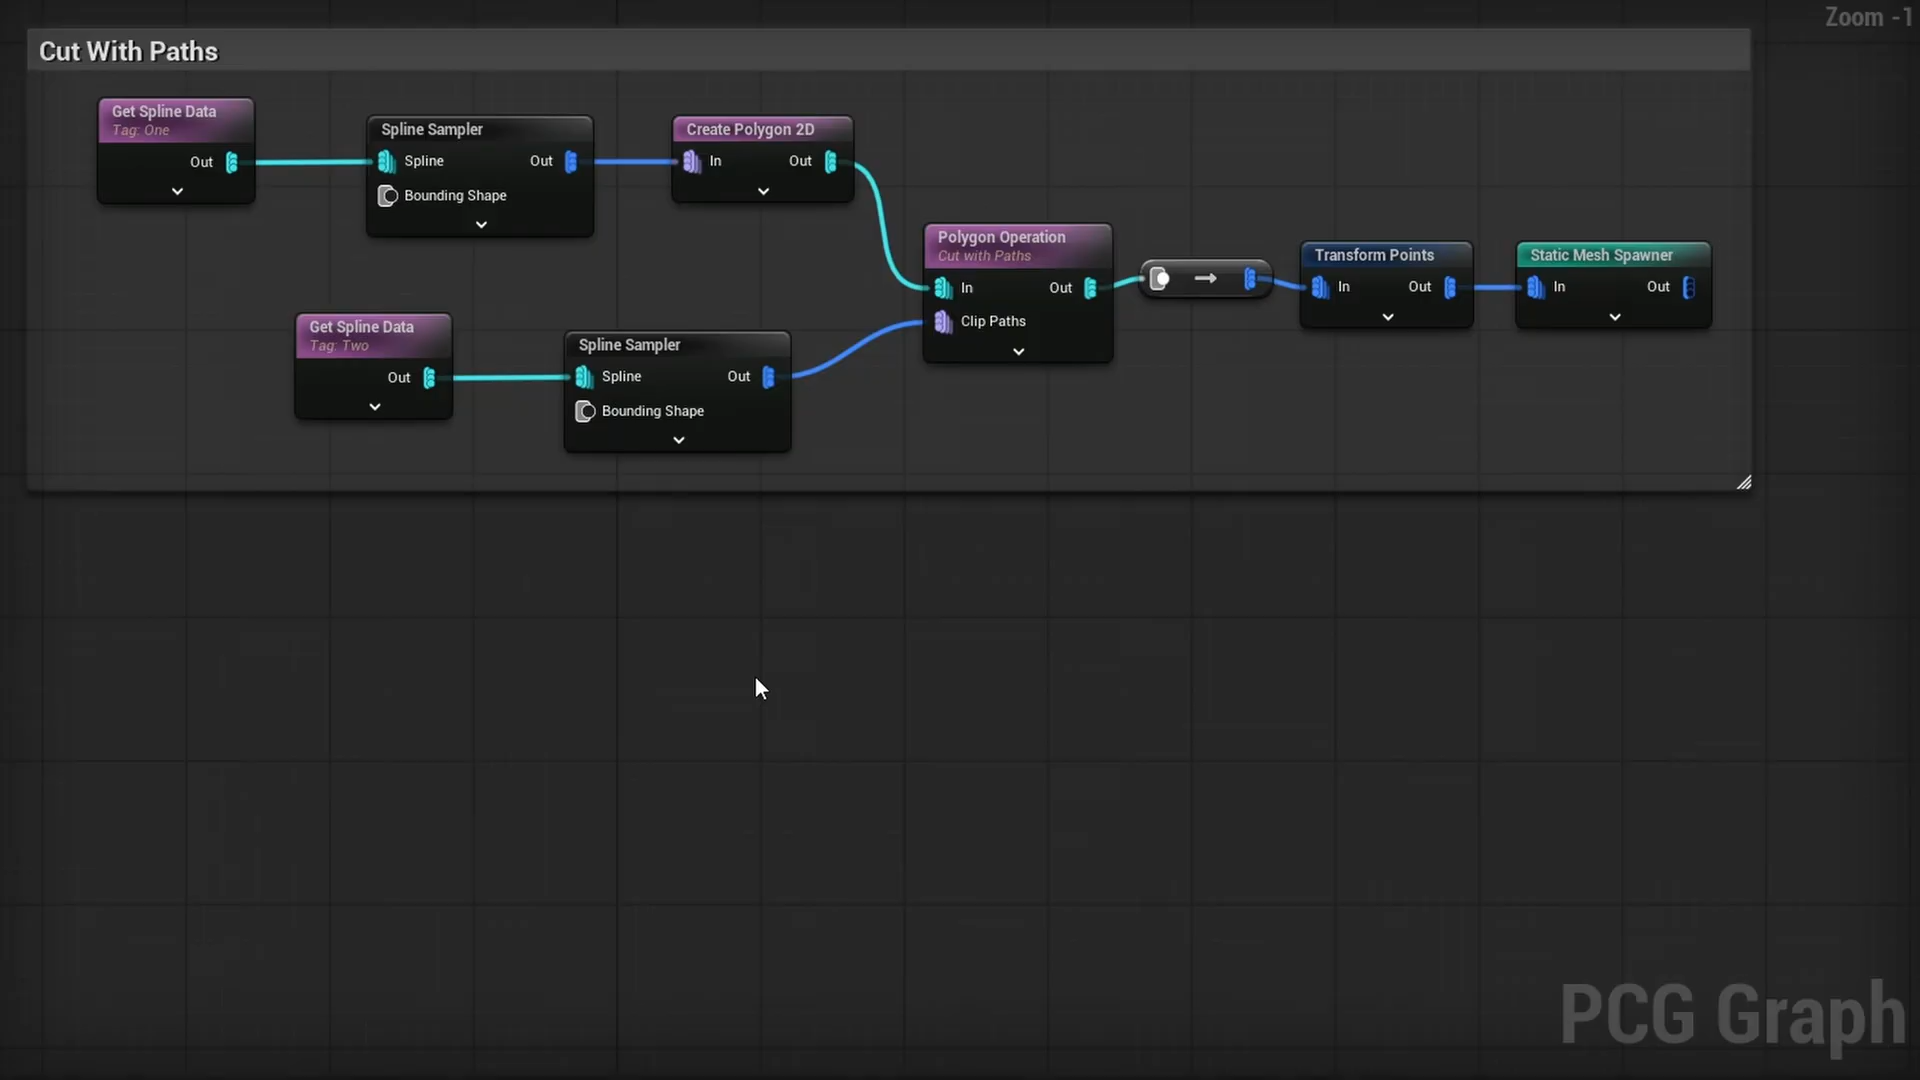 Zoom -1
Cut With Paths
Get Spline Data
Tag: One
Out
Spline Sampler
Spline Out
Bounding Shape
Create Polygon 2D
In Out
Polygon Operation
Cut with Paths
In Out
Clip Paths
Transform Points
In Out
Static Mesh Spawner
In Out
Get Spline Data
Tag: Two
Out
Spline Sampler
Spline Out
Bounding Shape
PCG Graph